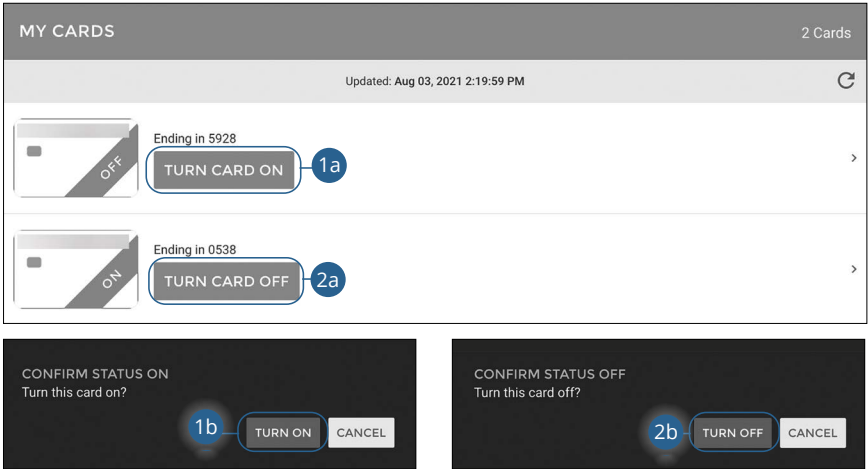 MY CARDS 2 Cards
Updated: Aug 03, 2021 2:19:59 PM
Ending in 5928
OFF TURN CARD ON 1a
Ending in 0538
ON TURN CARD OFF 2a
CONFIRM STATUS ON
Turn this card on?
1b TURN ON CANCEL
CONFIRM STATUS OFF
Turn this card off?
2b TURN OFF CANCEL